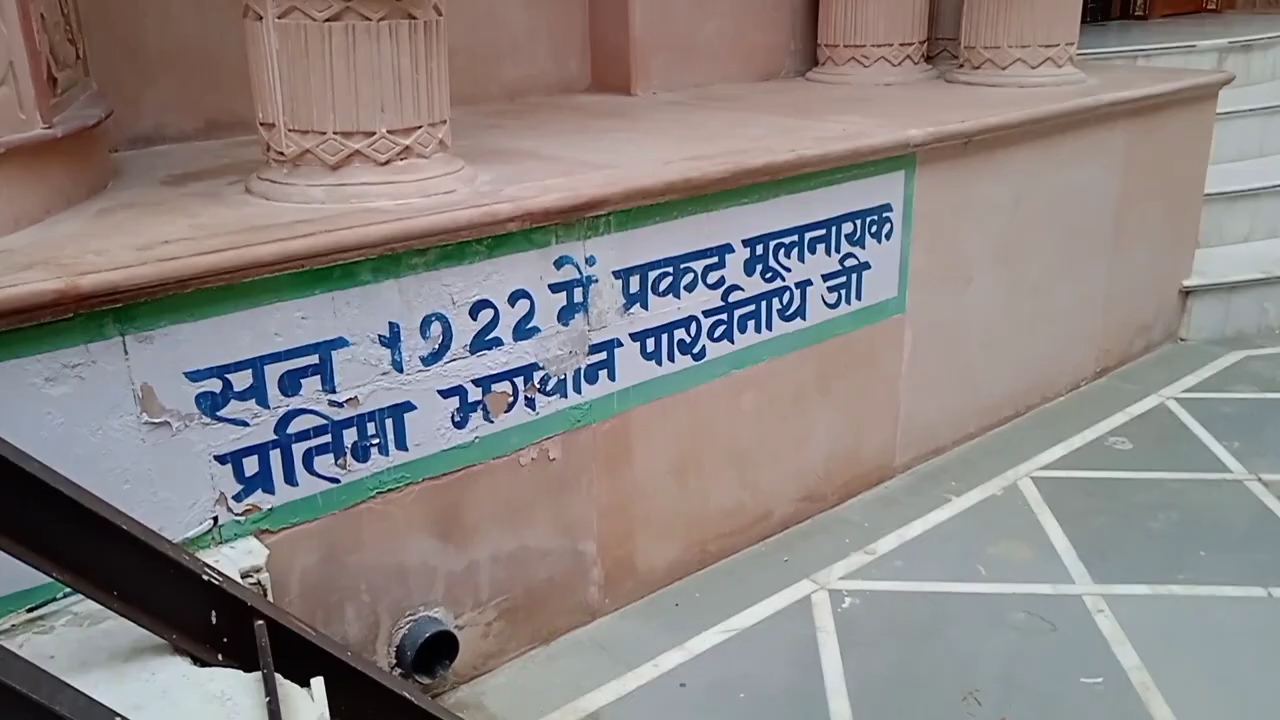 सन् 1922 में प्रकट मूलनायक
प्रतिमा भगवान पार्श्वनाथ जी